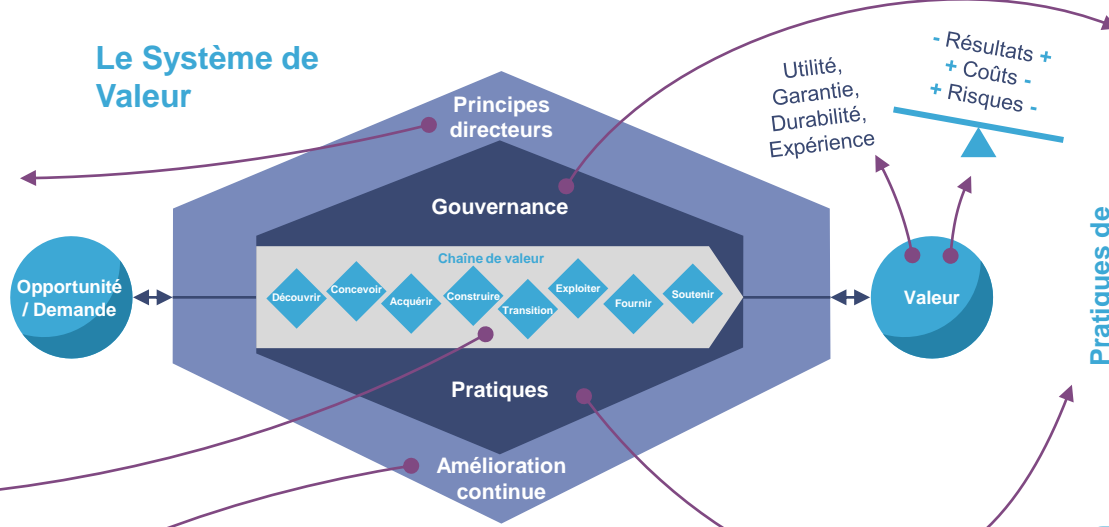 Le Système de
Valeur
Principes
directeurs
Gouvernance
Chaîne de valeur
Découvrir
Concevoir
Acquérir
Construire
Transition
Exploiter
Fournir
Soutenir
Pratiques
Amélioration
continue
Opportunité
/ Demande
Valeur
Utilité,
Garantie,
Durabilité,
Expérience
- Résultats +
+ Coûts -
+ Risques -
Pratiques de